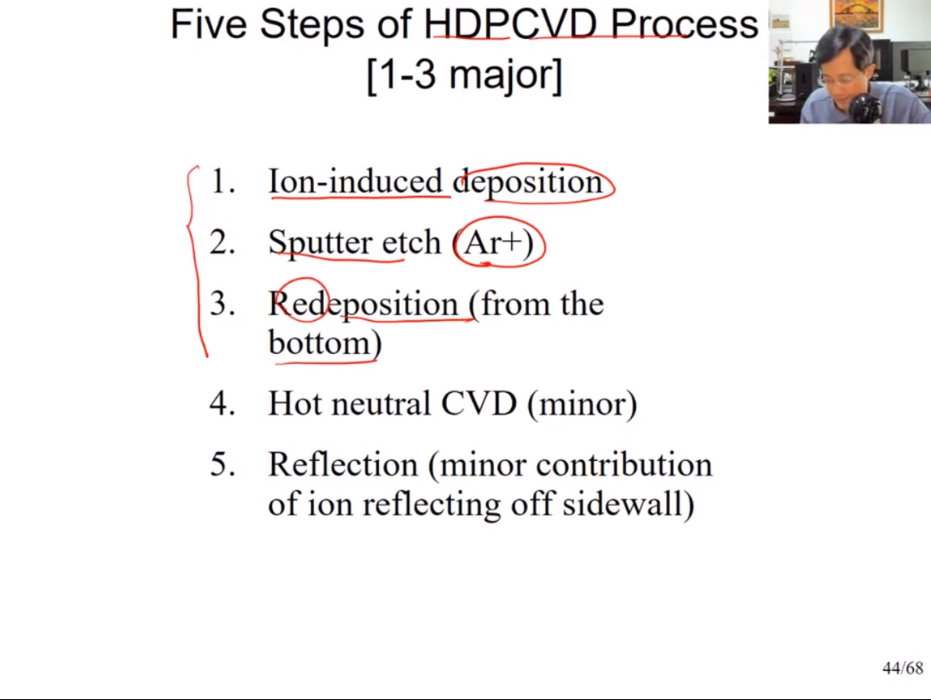 Five Steps of HDPCVD Process
[1-3 major]
1. Ion-induced deposition
2. Sputter etch (Ar+)
3. Redeposition (from the
bottom)
4. Hot neutral CVD (minor)
5. Reflection (minor contribution
of ion reflecting off sidewall)
44/68